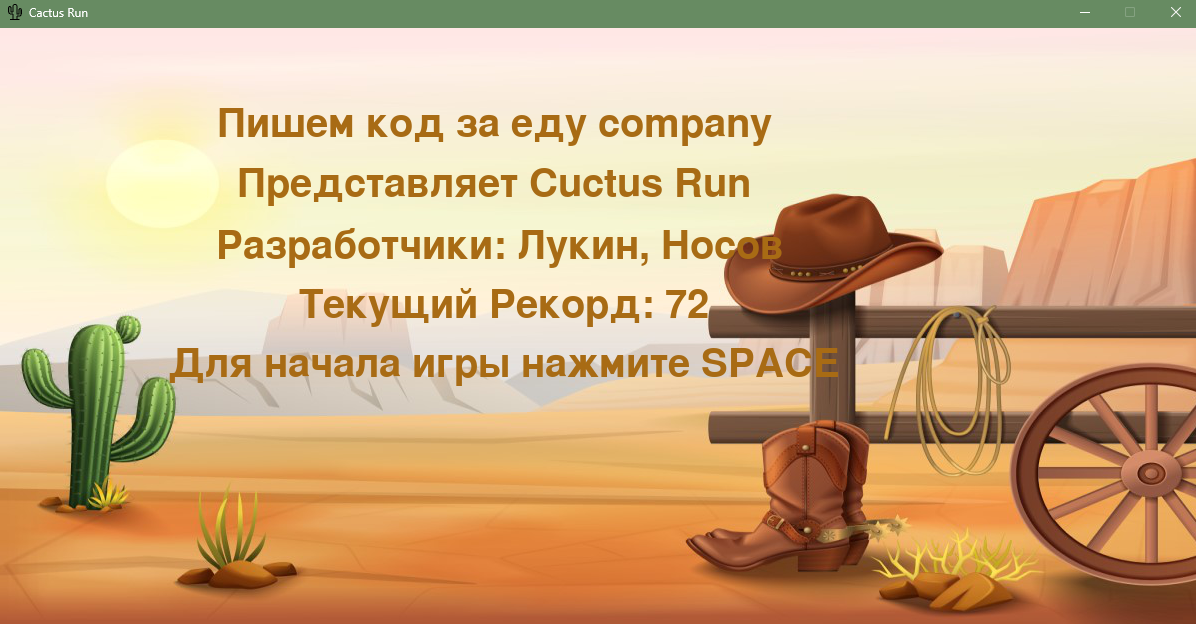 Cactus Run
Пишем код за еду company
Представляет Cuctus Run
Разработчики: Лукин, Носов
Текущий Рекорд: 72
Для начала игры нажмите SPACE